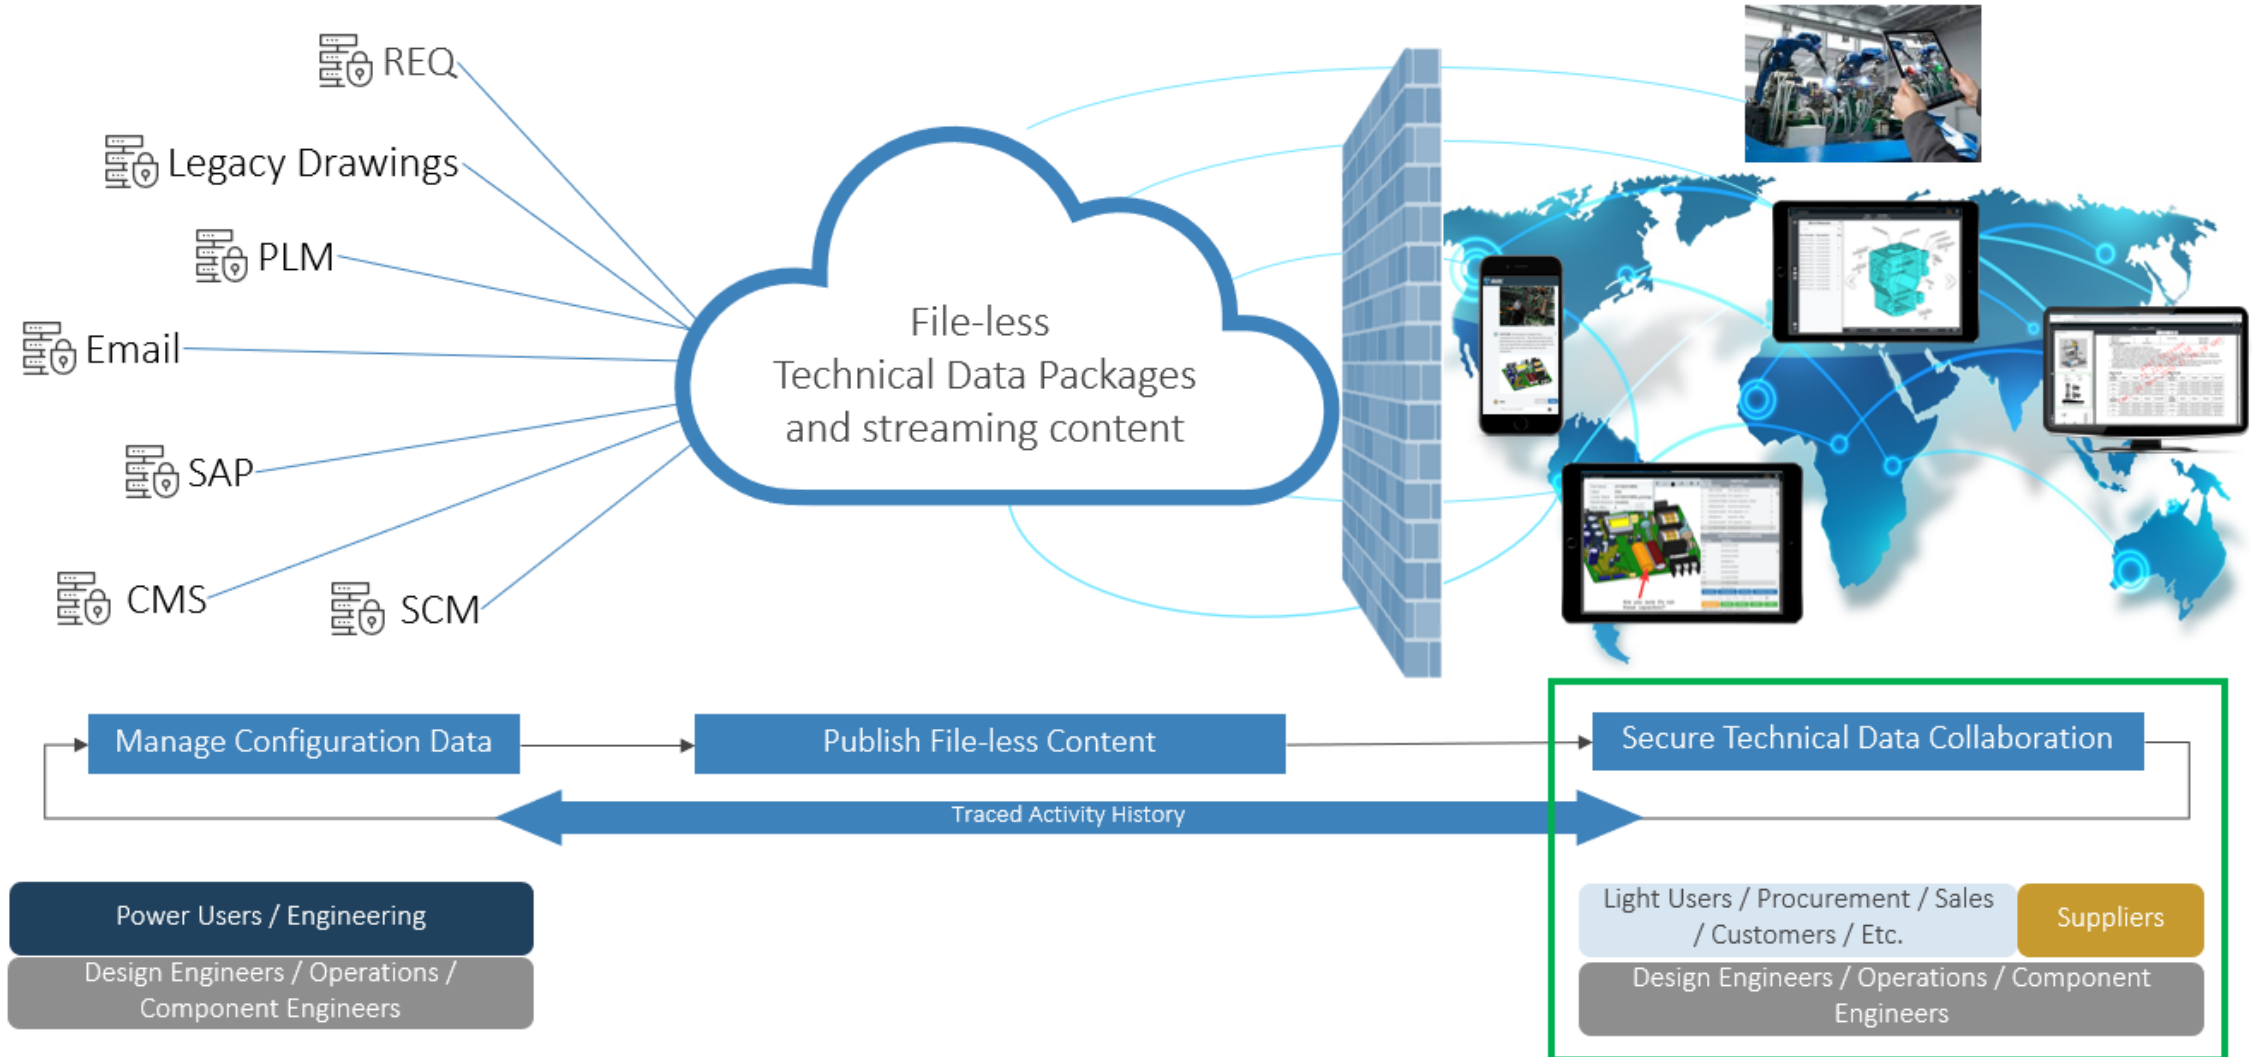 REQ
Legacy Drawings
PLM
Email
SAP
CMS
SCM
File-less
Technical Data Packages
and streaming content
Manage Configuration Data
Publish File-less Content
Secure Technical Data Collaboration
Traced Activity History
Power Users / Engineering
Design Engineers / Operations /
Component Engineers
Light Users / Procurement / Sales
/ Customers / Etc.
Suppliers
Design Engineers / Operations / Component
Engineers